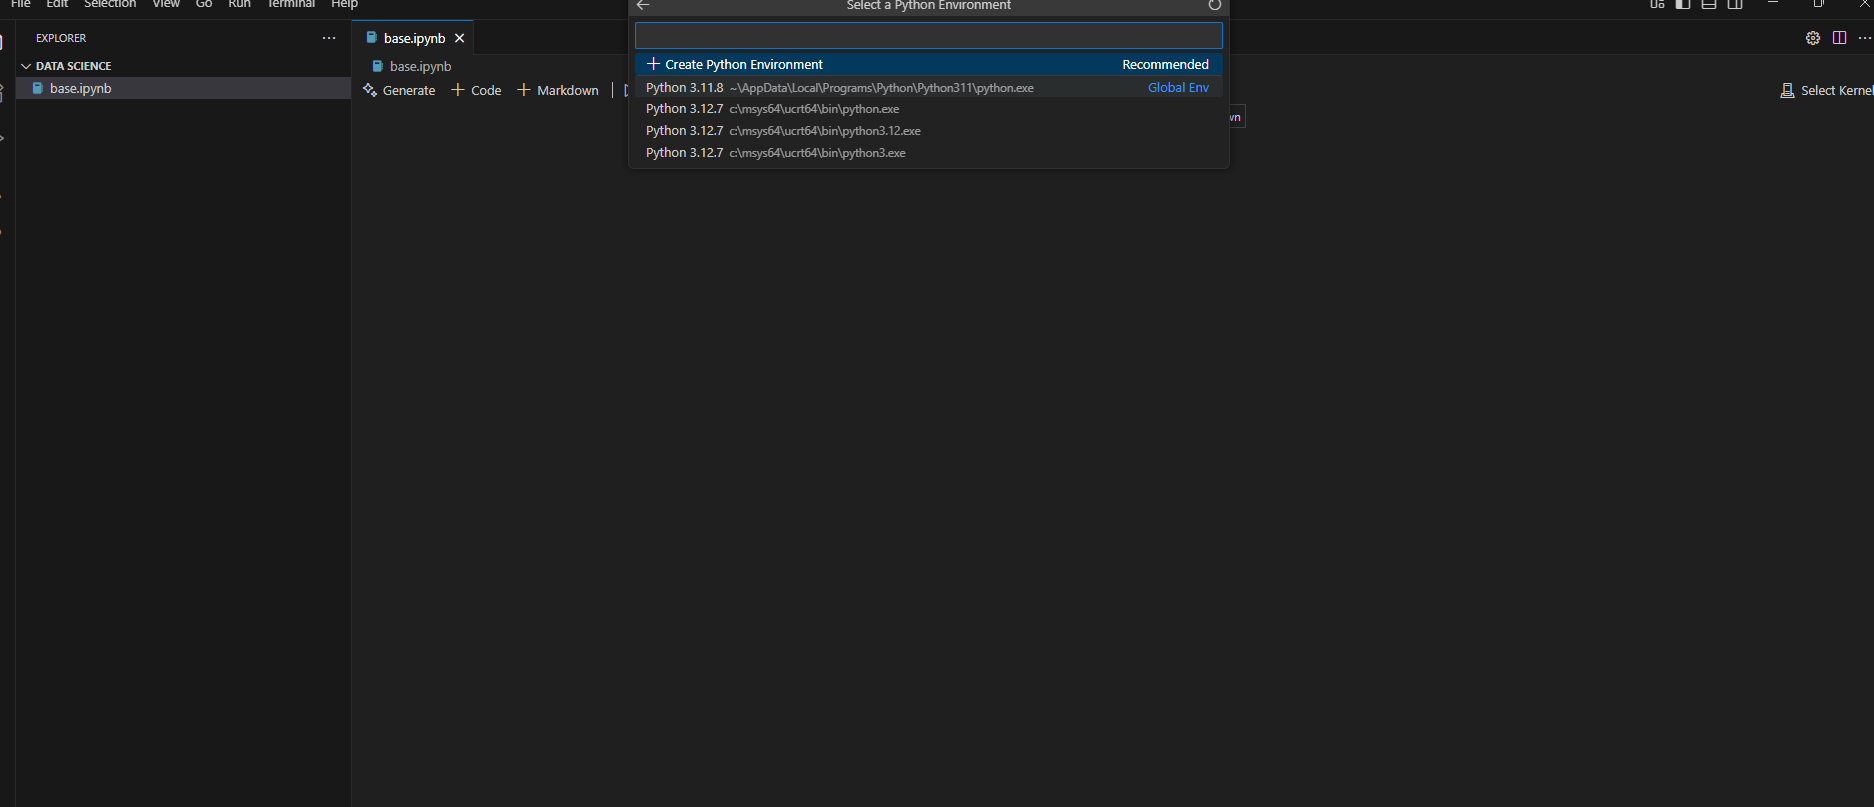 File Edit Selection View Go Run Terminal Help
Select a Python Environment
EXPLORER
base.ipynb
DATA SCIENCE
base.ipynb
base.ipynb
Generate
Code
Markdown
Select Kernel
Create Python Environment Recommended
Python 3.11.8 ~\AppData\Local\Programs\Python\Python311\python.exe Global Env
Python 3.12.7 c:\msys64\ucrt64\bin\python.exe
Python 3.12.7 c:\msys64\ucrt64\bin\python3.12.exe
Python 3.12.7 c:\msys64\ucrt64\bin\python3.exe
wn